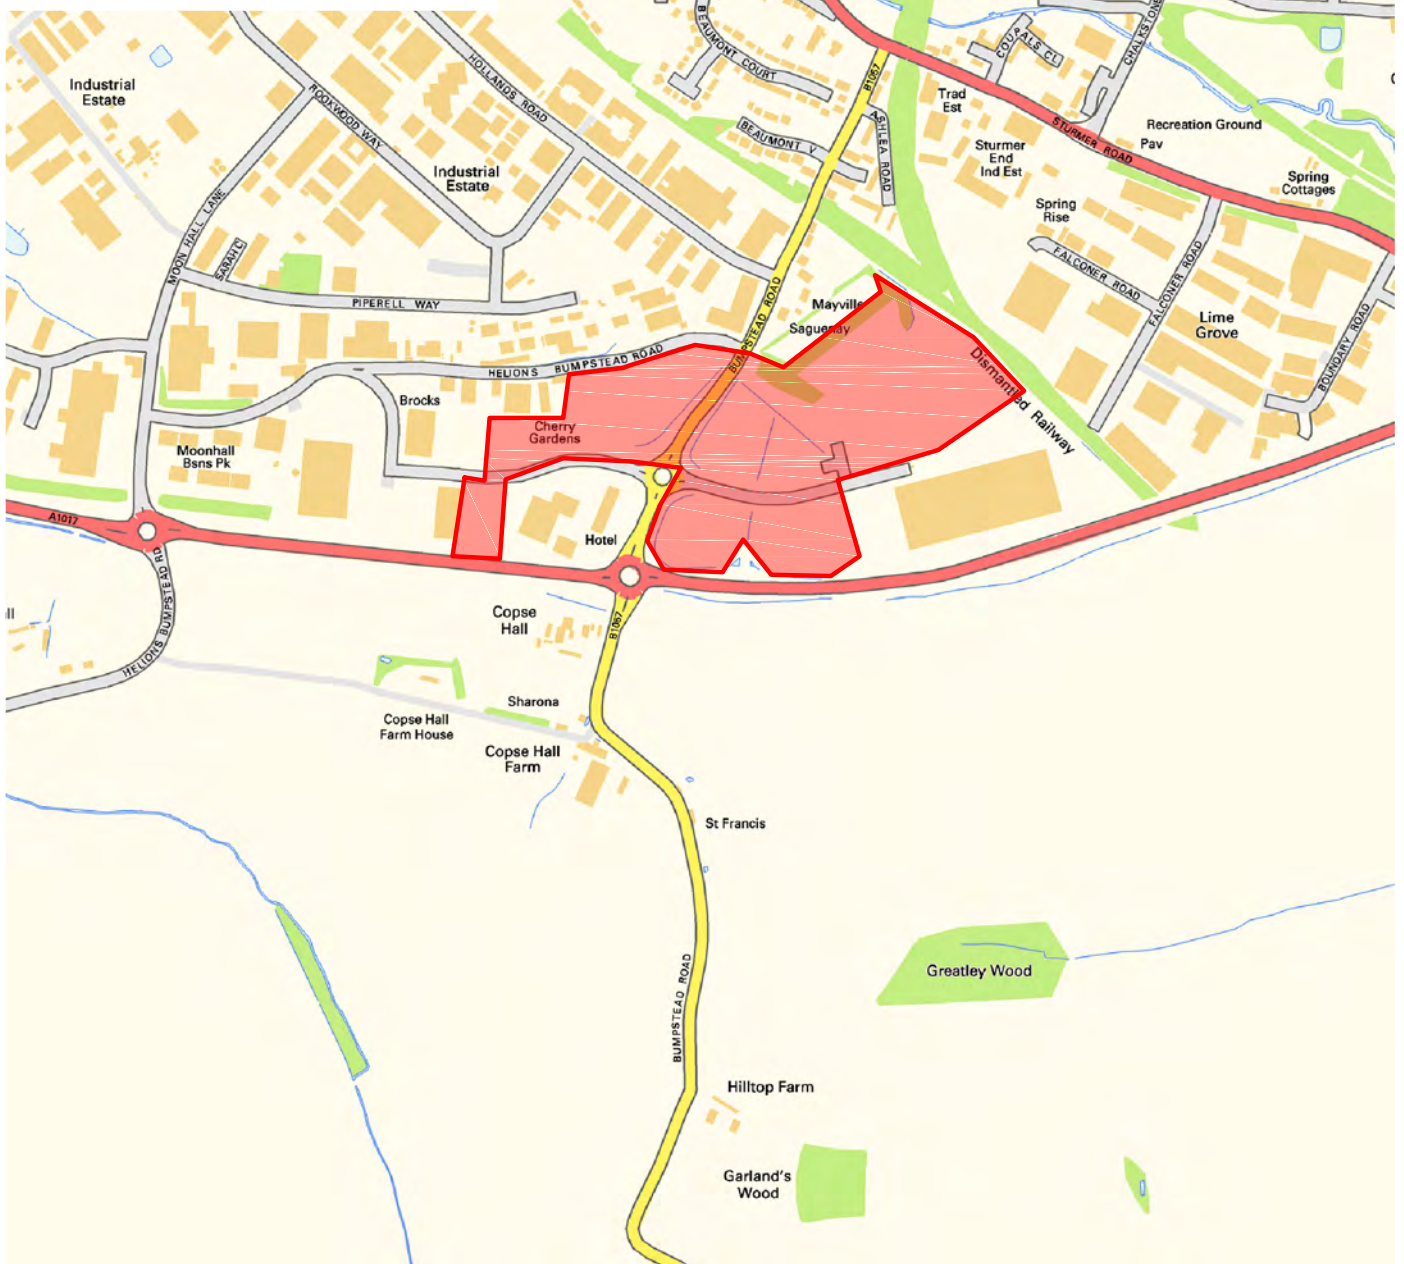 BEAUMONT COURT
HOLLANDS ROAD
B1057
COUPALS CL
CHALKSTONE
Industrial
Estate
ROOKWOOD WAY
Trad
Est
BEAUMONT V
ASHLEA ROAD
STURMER ROAD
Recreation Ground
Pav
Sturmer
End
Ind Est
Industrial
Estate
Spring
Cottages
MOON HALL LANE
Spring
Rise
SARAH C
FALCONER ROAD
FALCONER ROAD
PIPERELL WAY
Mayville
Saguenay
BUMPSTEAD ROAD
Lime
Grove
BOUNDARY ROAD
HELIONS BUMPSTEAD ROAD
Dismantled Railway
Brocks
Cherry
Gardens
Moonhall
Bsns Pk
A1017
Hotel
HELIONS BUMPSTEAD RD
B1057
Copse
Hall
Sharona
Copse Hall
Farm House
Copse Hall
Farm
St Francis
BUMPSTEAD ROAD
Greatley Wood
Hilltop Farm
Garland's
Wood